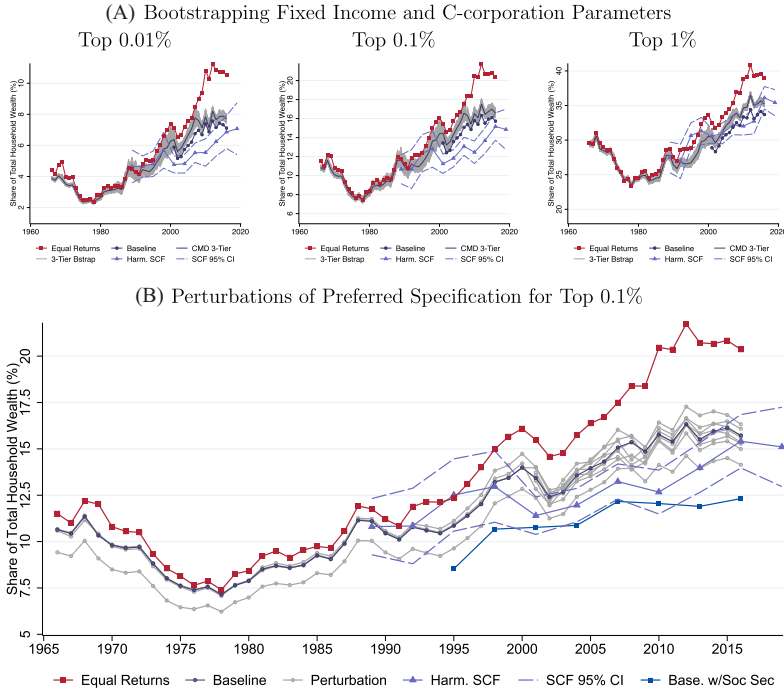 (A) Bootstrapping Fixed Income and C-corporation Parameters
Top 0.01% Top 0.1% Top 1%
Share of Total Household Wealth (%)
10
8
6
4
2
1960 1980 2000 2020
Equal Returns Baseline CMD 3-Tier
3-Tier Bstrap Harm. SCF SCF 95% CI
Share of Total Household Wealth (%)
20
18
16
14
12
10
8
6
1960 1980 2000 2020
Equal Returns Baseline CMD 3-Tier
3-Tier Bstrap Harm. SCF SCF 95% CI
Share of Total Household Wealth (%)
40
35
30
25
20
1960 1980 2000 2020
Equal Returns Baseline CMD 3-Tier
3-Tier Bstrap Harm. SCF SCF 95% CI
(B) Perturbations of Preferred Specification for Top 0.1%
Share of Total Household Wealth (%)
20
17.5
15
12.5
10
7.5
5
1965 1970 1975 1980 1985 1990 1995 2000 2005 2010 2015
Equal Returns Baseline Perturbation Harm. SCF SCF 95% CI Base. w/Soc Sec